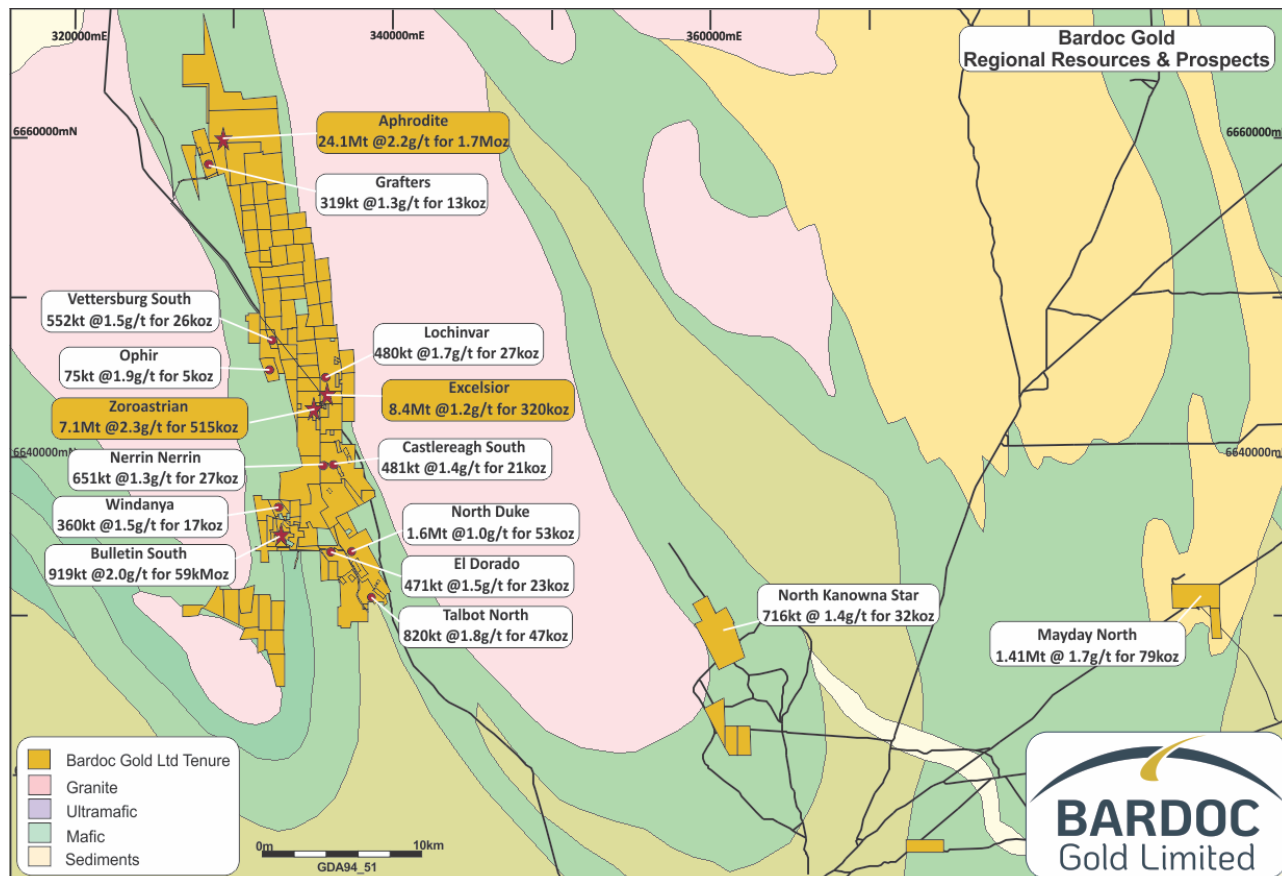 320000mE
340000mE
360000mE
Bardoc Gold
Regional Resources & Prospects
6660000mN
6660000mN
Aphrodite
24.1Mt @2.2g/t for 1.7Moz
Grafters
319kt @1.3g/t for 13koz
Vettersburg South
552kt @1.5g/t for 26koz
Lochinvar
480kt @1.7g/t for 27koz
Ophir
75kt @1.9g/t for 5koz
Excelsior
8.4Mt @1.2g/t for 320koz
Zoroastrian
7.1Mt @2.3g/t for 515koz
6640000mN
6640000mN
Castlereagh South
481kt @1.4g/t for 21koz
Nerrin Nerrin
651kt @1.3g/t for 27koz
Windanya
360kt @1.5g/t for 17koz
North Duke
1.6Mt @1.0g/t for 53koz
Bulletin South
919kt @2.0g/t for 59kMoz
El Dorado
471kt @1.5g/t for 23koz
Talbot North
820kt @1.8g/t for 47koz
North Kanowna Star
716kt @ 1.4g/t for 32koz
Mayday North
1.41Mt @ 1.7g/t for 79koz
Bardoc Gold Ltd Tenure
Granite
Ultramafic
Mafic
Sediments
0m
10km
GDA94_51
BARDOC
Gold Limited